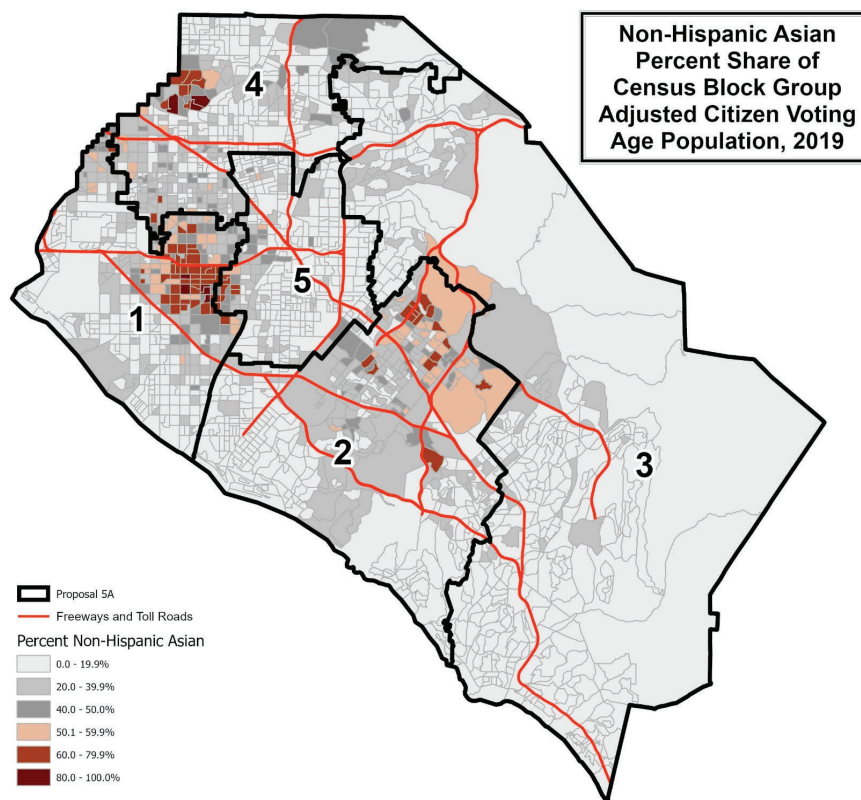 Non-Hispanic Asian
Percent Share of
Census Block Group
Adjusted Citizen Voting
Age Population, 2019
4
5
1
2
3
Proposal 5A
Freeways and Toll Roads
Percent Non-Hispanic Asian
0.0 - 19.9%
20.0 - 39.9%
40.0 - 50.0%
50.1 - 59.9%
60.0 - 79.9%
80.0 - 100.0%